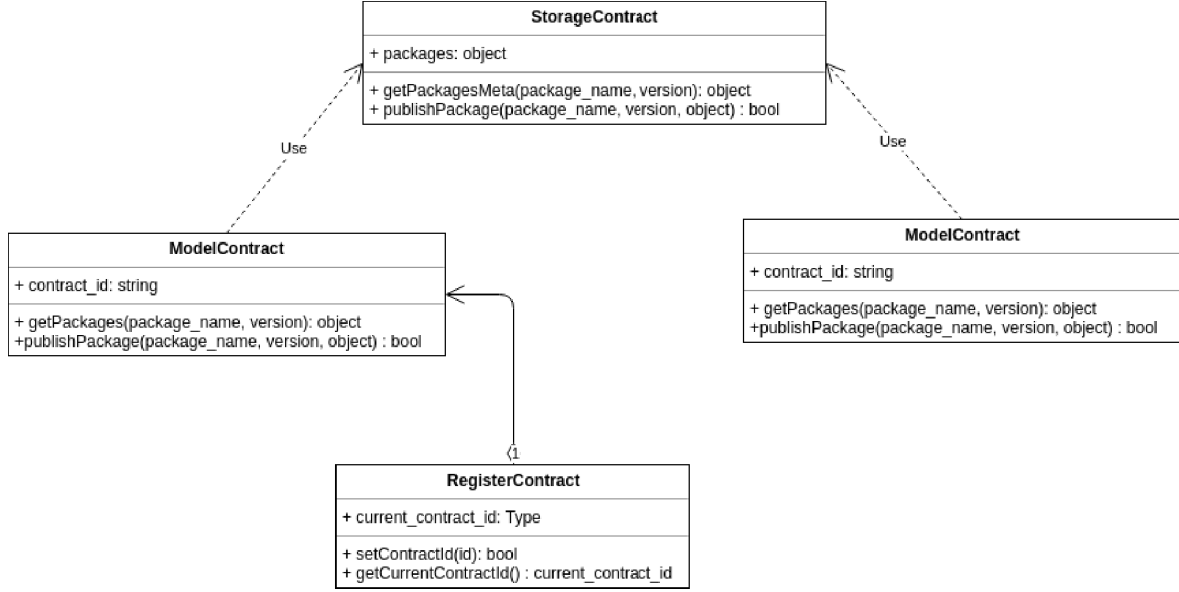 StorageContract
+ packages: object
+ getPackagesMeta(package_name, version): object
+ publishPackage(package_name, version, object) : bool
Use
Use
ModelContract
+ contract_id: string
+ getPackages(package_name, version): object
+publishPackage(package_name, version, object) : bool
ModelContract
+ contract_id: string
+ getPackages(package_name, version): object
+publishPackage(package_name, version, object) : bool
1
RegisterContract
+ current_contract_id: Type
+ setContractId(id): bool
+ getCurrentContractId() : current_contract_id